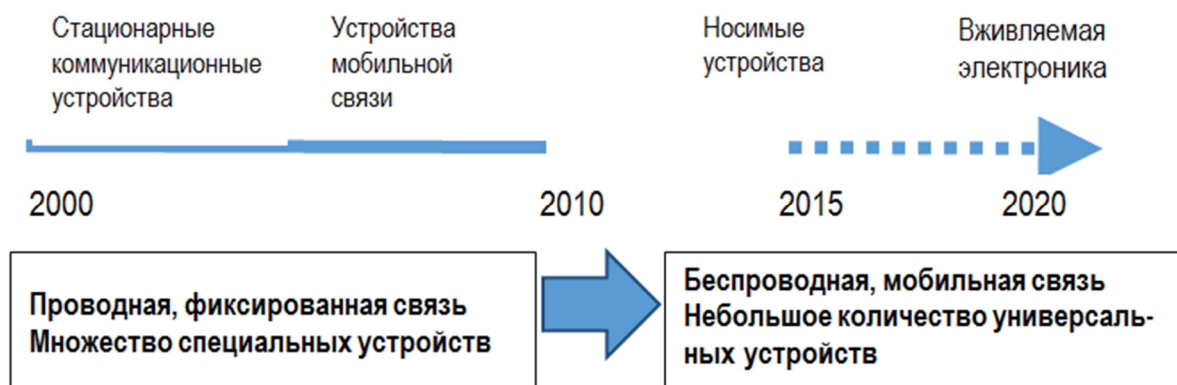 Стационарные
коммуникационные
устройства
Устройства
мобильной
связи
Носимые
устройства
Вживляемая
электроника
2000
2010
2015
2020
Проводная, фиксированная связь
Множество специальных устройств
Беспроводная, мобильная связь
Небольшое количество универсаль-
ных устройств